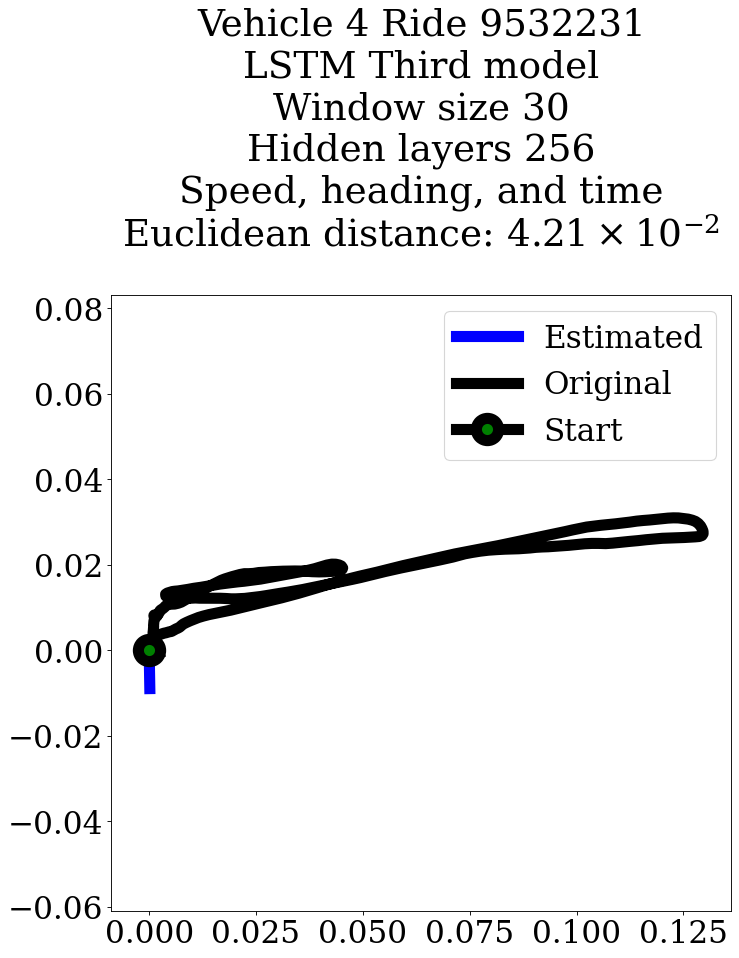 Vehicle 4 Ride 9532231
LSTM Third model
Window size 30
Hidden layers 256
Speed, heading, and time
Euclidean distance: 4.21 × 10⁻²
Estimated
Original
Start
0.08
0.06
0.04
0.02
0.00
−0.02
−0.04
−0.06
0.000 0.025 0.050 0.075 0.100 0.125